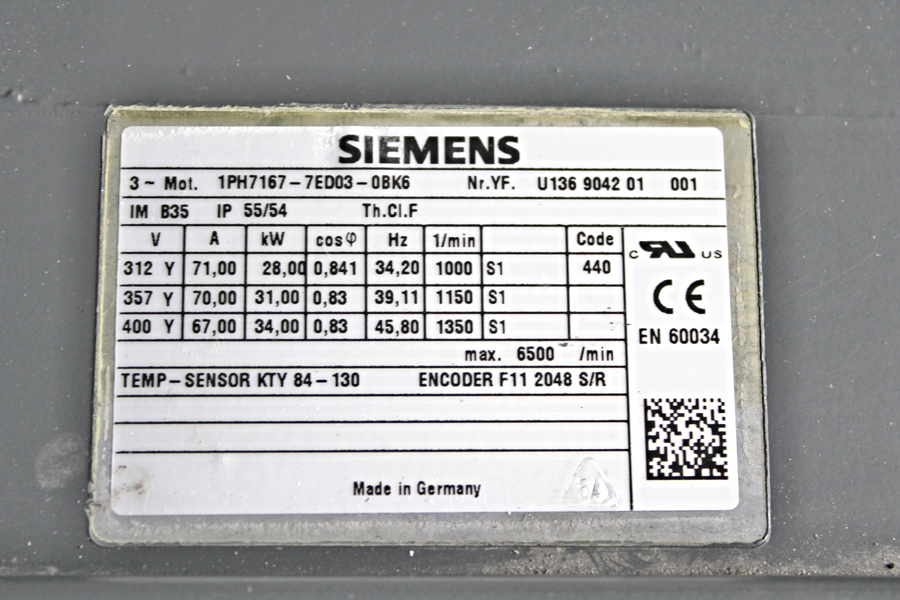 SIEMENS
3 ~ Mot. 1PH7167-7ED03-0BK6 Nr.YF. U136 9042 01 001
IM B35 IP 55/54 Th.Cl.F
V A kW cosφ Hz 1/min Code
312 Y 71,00 28,00 0,841 34,20 1000 S1 440
357 Y 70,00 31,00 0,83 39,11 1150 S1
400 Y 67,00 34,00 0,83 45,80 1350 S1
c RU US
CE
EN 60034
max. 6500 /min
TEMP-SENSOR KTY 84-130 ENCODER F11 2048 S/R
Made in Germany